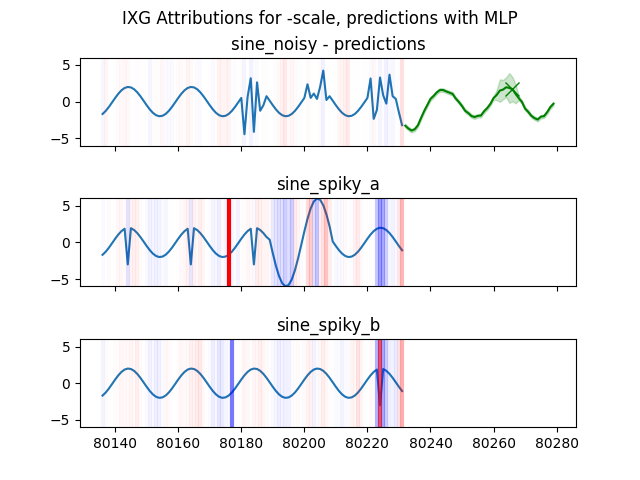 IXG Attributions for -scale, predictions with MLP
sine_noisy - predictions
5
0
−5
sine_spiky_a
5
0
−5
sine_spiky_b
5
0
−5
80140 80160 80180 80200 80220 80240 80260 80280